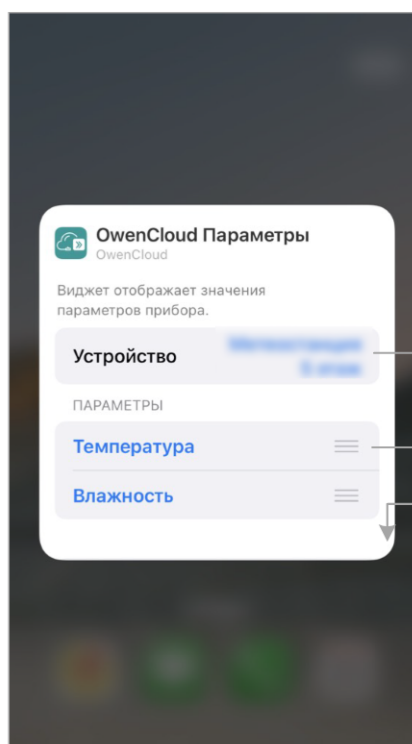 OwenCloud Параметры
OwenCloud
Виджет отображает значения
параметров прибора.
Устройство
ПАРАМЕТРЫ
Температура
Влажность